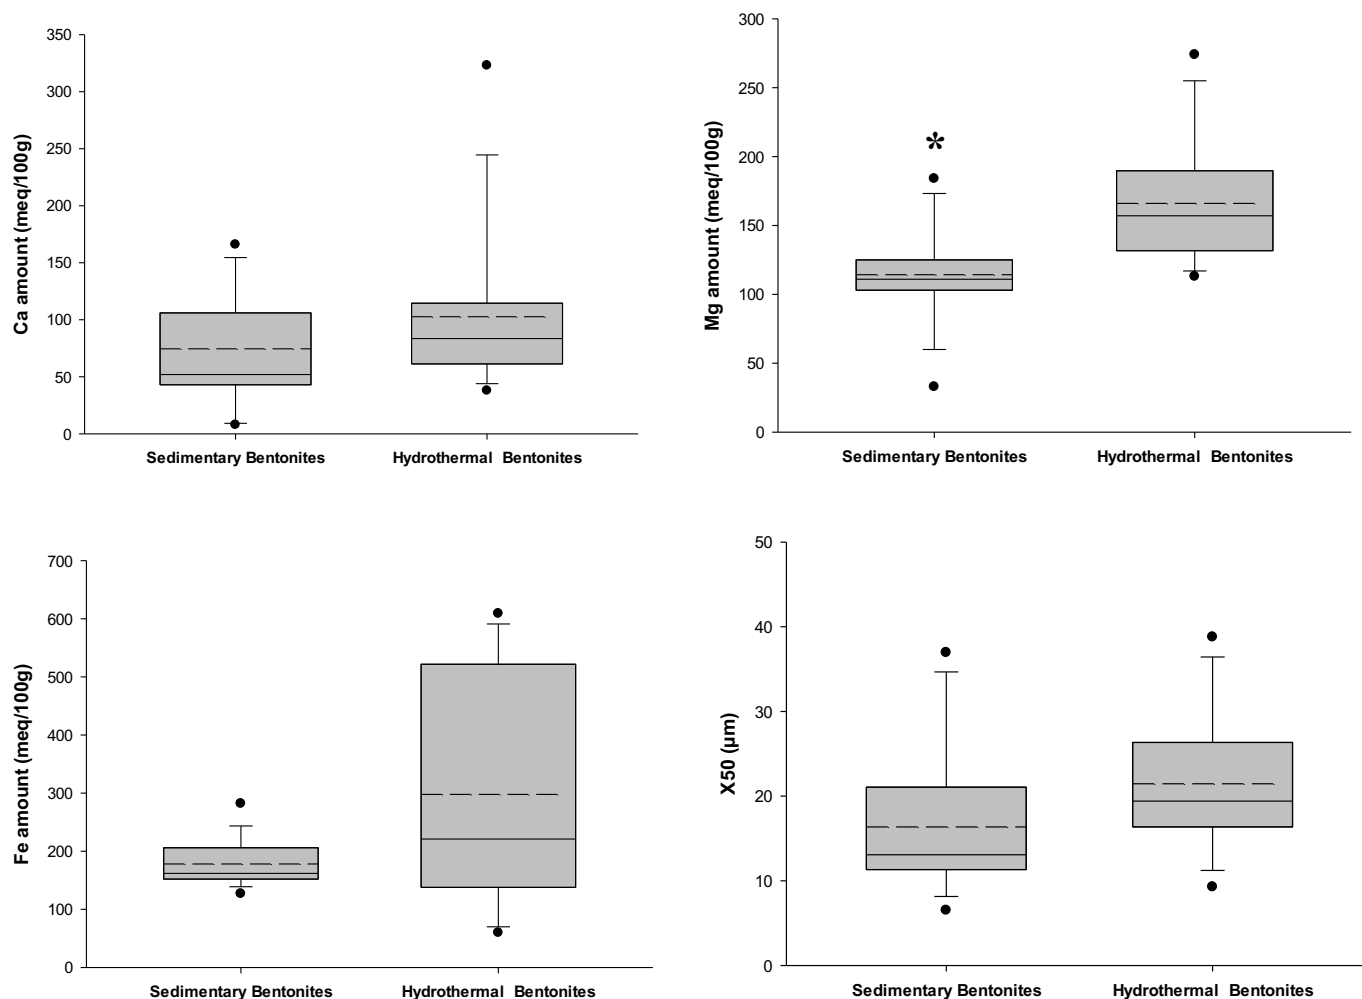 Ca amount (meq/100g)
350
300
250
200
150
100
50
0
Sedimentary Bentonites
Hydrothermal Bentonites
Mg amount (meq/100g)
300
250
200
150
100
50
0
*
Sedimentary Bentonites
Hydrothermal Bentonites
Fe amount (meq/100g)
700
600
500
400
300
200
100
0
Sedimentary Bentonites
Hydrothermal Bentonites
X50 (µm)
50
40
30
20
10
0
Sedimentary Bentonites
Hydrothermal Bentonites